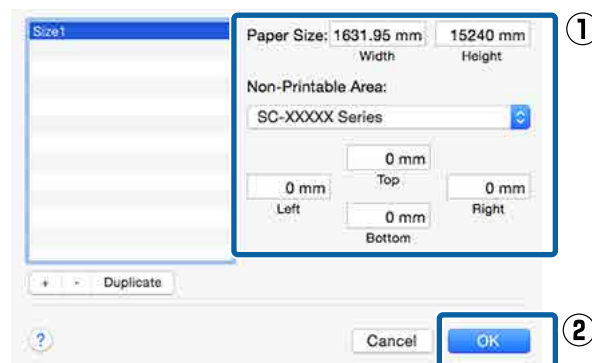 Size1
Paper Size: 1631.95 mm 15240 mm
Width Height
Non-Printable Area:
SC-XXXXX Series
0 mm
Top
0 mm 0 mm
Left Right
0 mm
Bottom
+ - Duplicate
? Cancel OK
1
2